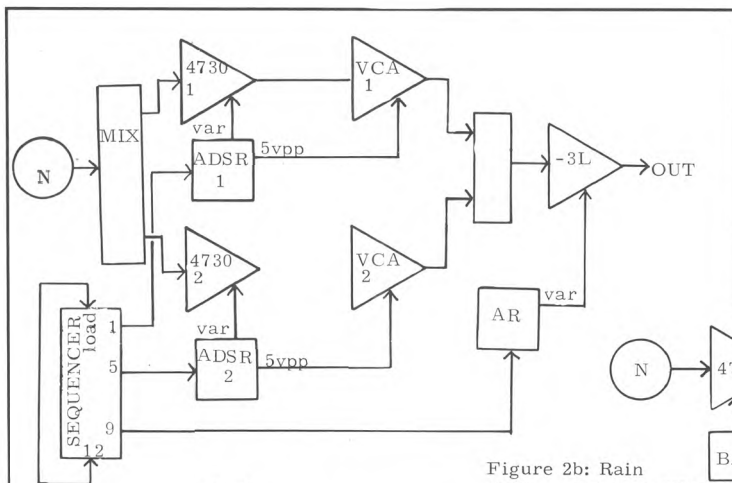 4730
1
VCA
1
MIX
var
5vpp
N
ADSR
1
-3L
OUT
4730
2
VCA
2
var
AR
var
SEQUENCER
load
1
5
9
12
ADSR
2
5vpp
N
47
B
Figure 2b: Rain